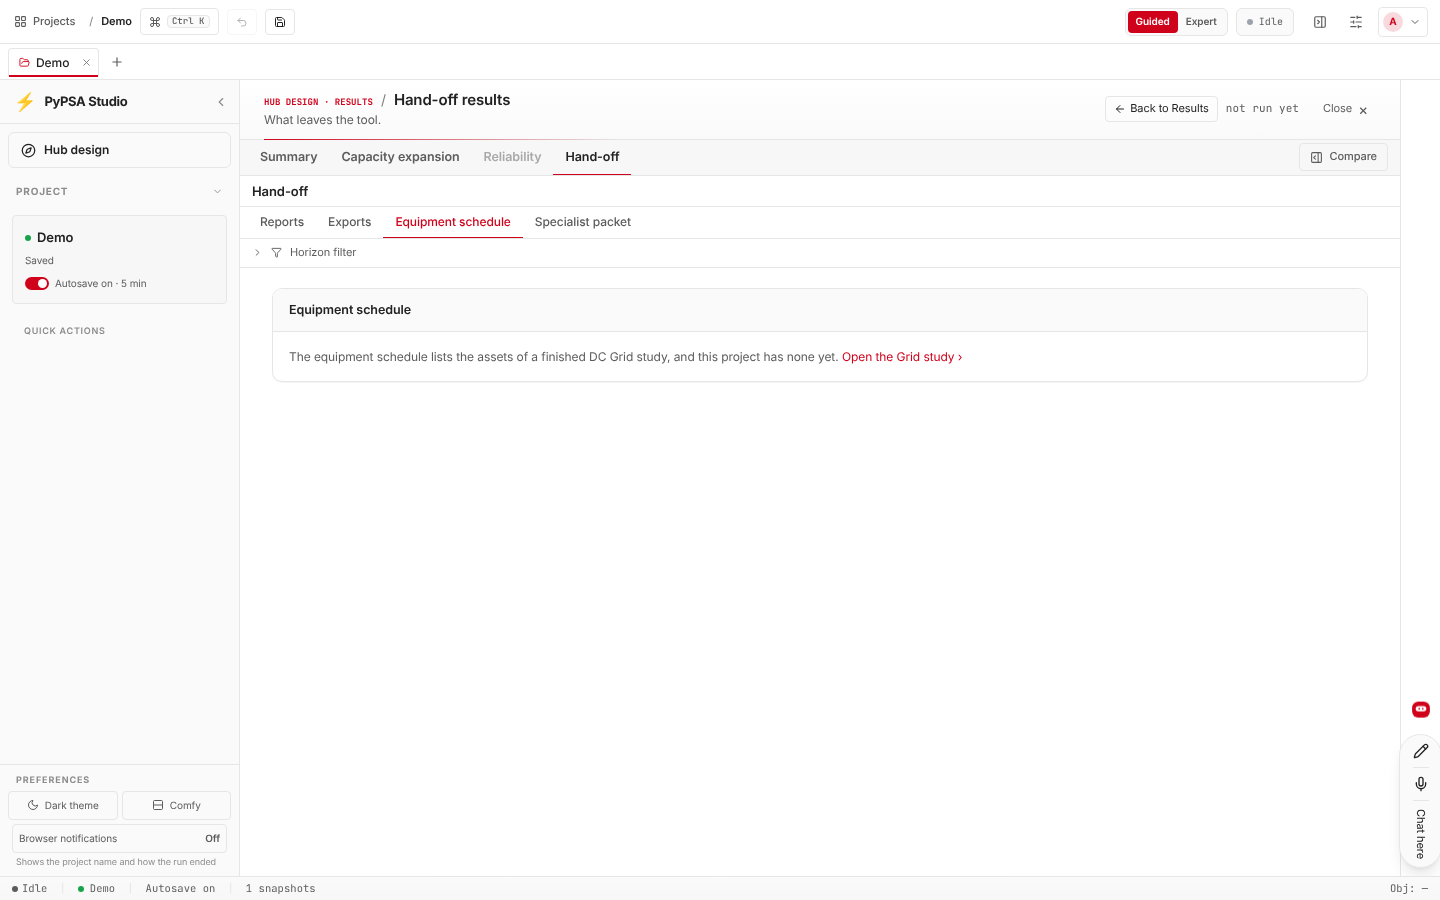 Projects / Demo Ctrl K Guided Expert Idle A
Demo
PyPSA Studio
HUB DESIGN · RESULTS / Hand-off results
What leaves the tool.
← Back to Results not run yet Close ×
Hub design
Summary Capacity expansion Reliability Hand-off Compare
PROJECT
Hand-off
Reports Exports Equipment schedule Specialist packet
Demo
Saved
Autosave on · 5 min
Horizon filter
Equipment schedule
QUICK ACTIONS
The equipment schedule lists the assets of a finished DC Grid study, and this project has none yet. Open the Grid study ›
PREFERENCES
Dark theme Comfy
Browser notifications Off
Shows the project name and how the run ended
Chat here
Idle Demo Autosave on 1 snapshots Obj: —